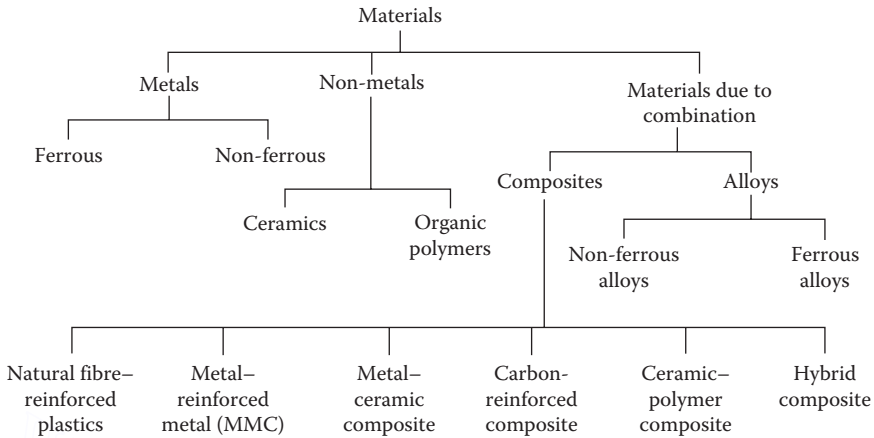 Materials
Metals
Non-metals
Materials due to
combination
Ferrous
Non-ferrous
Composites
Alloys
Ceramics
Organic
polymers
Non-ferrous
alloys
Ferrous
alloys
Natural fibre–
reinforced
plastics
Metal–
reinforced
metal (MMC)
Metal–
ceramic
composite
Carbon-
reinforced
composite
Ceramic–
polymer
composite
Hybrid
composite